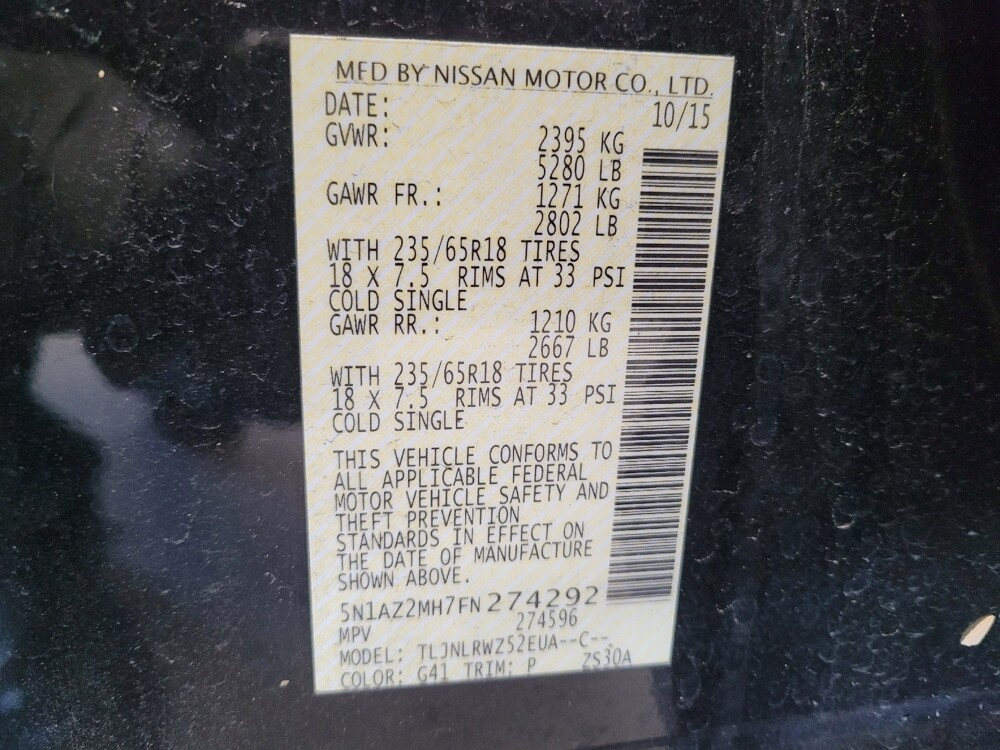 MFD BY NISSAN MOTOR CO., LTD.
DATE: 10/15
GVWR: 2395 KG
5280 LB
GAWR FR.: 1271 KG
2802 LB
WITH 235/65R18 TIRES
18 X 7.5 RIMS AT 33 PSI
COLD SINGLE
GAWR RR.: 1210 KG
2667 LB
WITH 235/65R18 TIRES
18 X 7.5 RIMS AT 33 PSI
COLD SINGLE
THIS VEHICLE CONFORMS TO
ALL APPLICABLE FEDERAL
MOTOR VEHICLE SAFETY AND
THEFT PREVENTION
STANDARDS IN EFFECT ON
THE DATE OF MANUFACTURE
SHOWN ABOVE.
5N1AZ2MH7FN274292
274596
MPV
MODEL: TLJNLRWZ52EUA--C--
COLOR: G41 TRIM: P ZS30A